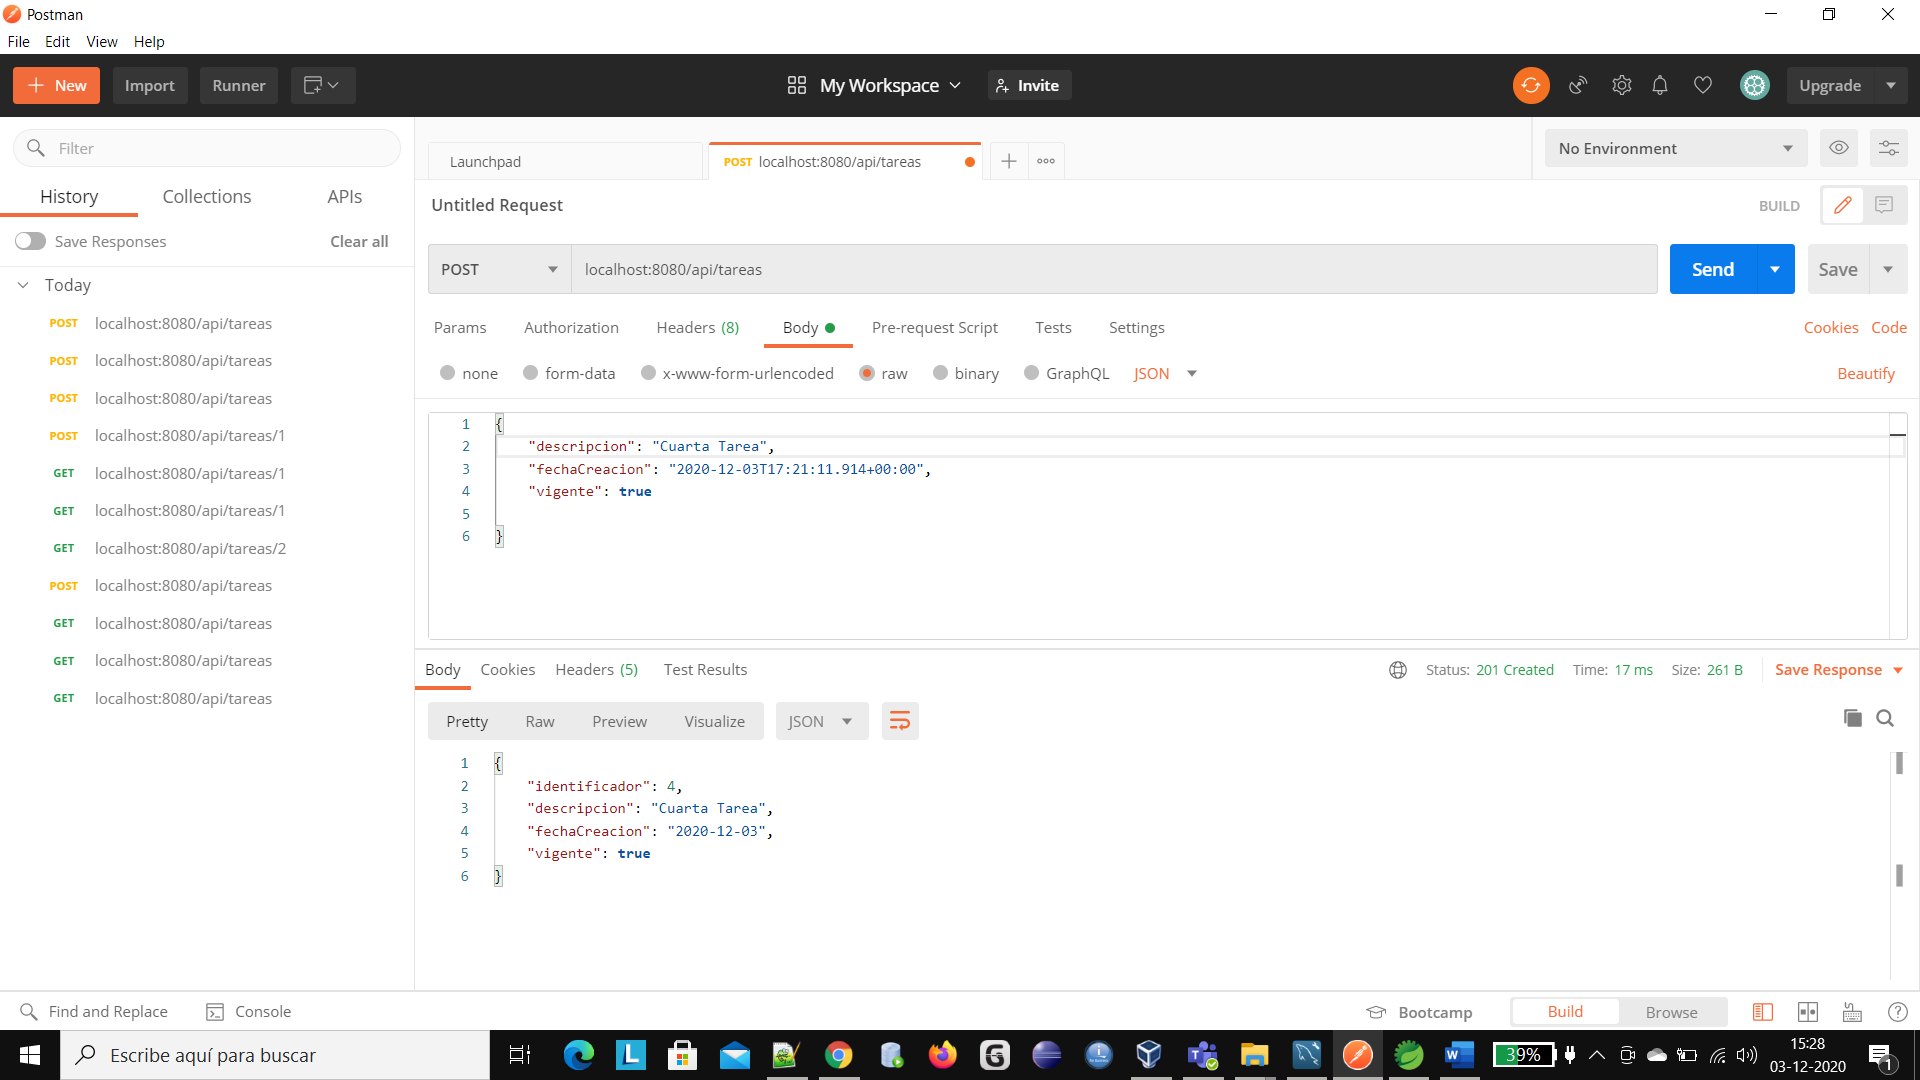 Postman
File Edit View Help
New Import Runner My Workspace Invite Upgrade
Filter
History Collections APIs
Save Responses Clear all
Today
POST localhost:8080/api/tareas
POST localhost:8080/api/tareas
POST localhost:8080/api/tareas
POST localhost:8080/api/tareas/1
GET localhost:8080/api/tareas/1
GET localhost:8080/api/tareas/1
GET localhost:8080/api/tareas/2
POST localhost:8080/api/tareas
GET localhost:8080/api/tareas
GET localhost:8080/api/tareas
GET localhost:8080/api/tareas
Launchpad POST localhost:8080/api/tareas No Environment
Untitled Request BUILD
POST localhost:8080/api/tareas Send Save
Params Authorization Headers (8) Body Pre-request Script Tests Settings Cookies Code
none form-data x-www-form-urlencoded raw binary GraphQL JSON Beautify
1 {
2 "descripcion": "Cuarta Tarea",
3 "fechaCreacion": "2020-12-03T17:21:11.914+00:00",
4 "vigente": true
5
6 }
Body Cookies Headers (5) Test Results Status: 201 Created Time: 17 ms Size: 261 B Save Response
Pretty Raw Preview Visualize JSON
1 {
2 "identificador": 4,
3 "descripcion": "Cuarta Tarea",
4 "fechaCreacion": "2020-12-03",
5 "vigente": true
6 }
Find and Replace Console Bootcamp Build Browse
Escribe aquí para buscar 39% 15:28
03-12-2020 1